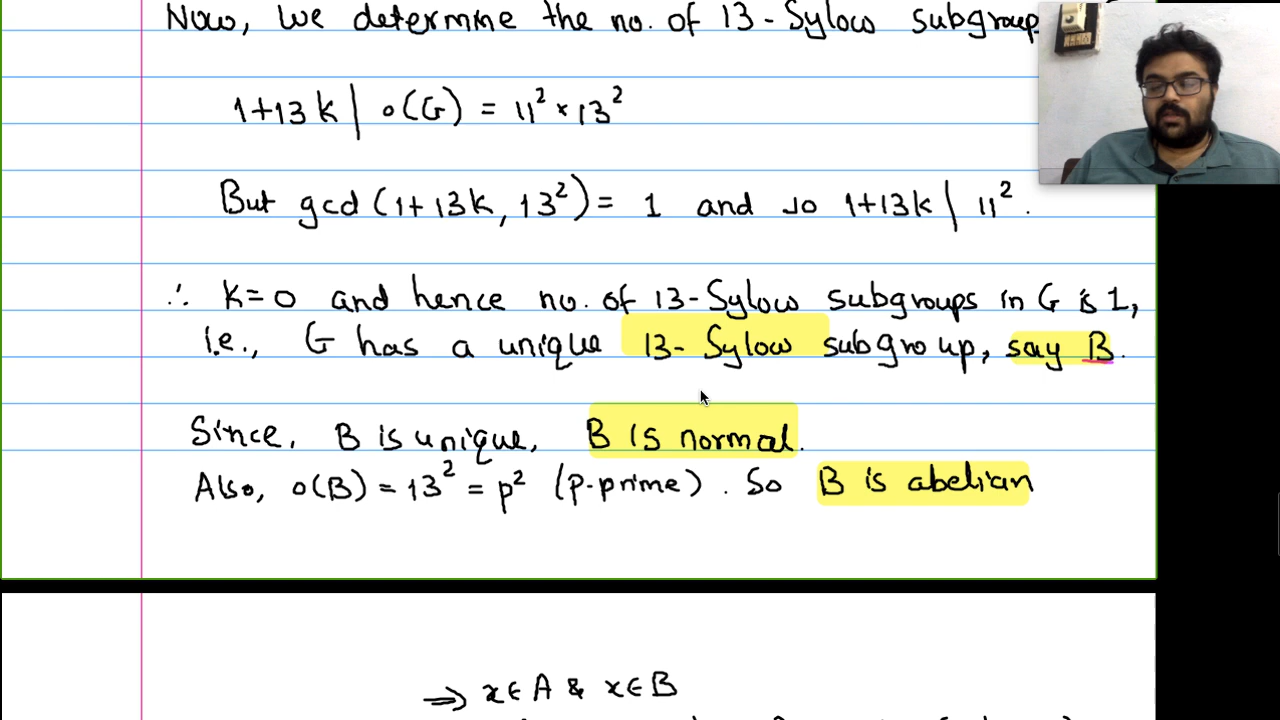 Now, we determine the no. of 13-Sylow subgroups
1+13k | o(G) = 11² × 13²
But gcd (1+13k, 13²) = 1 and so 1+13k | 11².
∴ k=0 and hence no. of 13-Sylow subgroups in G is 1,
i.e., G has a unique 13-Sylow subgroup, say B.
Since, B is unique, B is normal.
Also, o(B) = 13² = p² (p-prime). So B is abelian
⇒ x∈A & x∈B